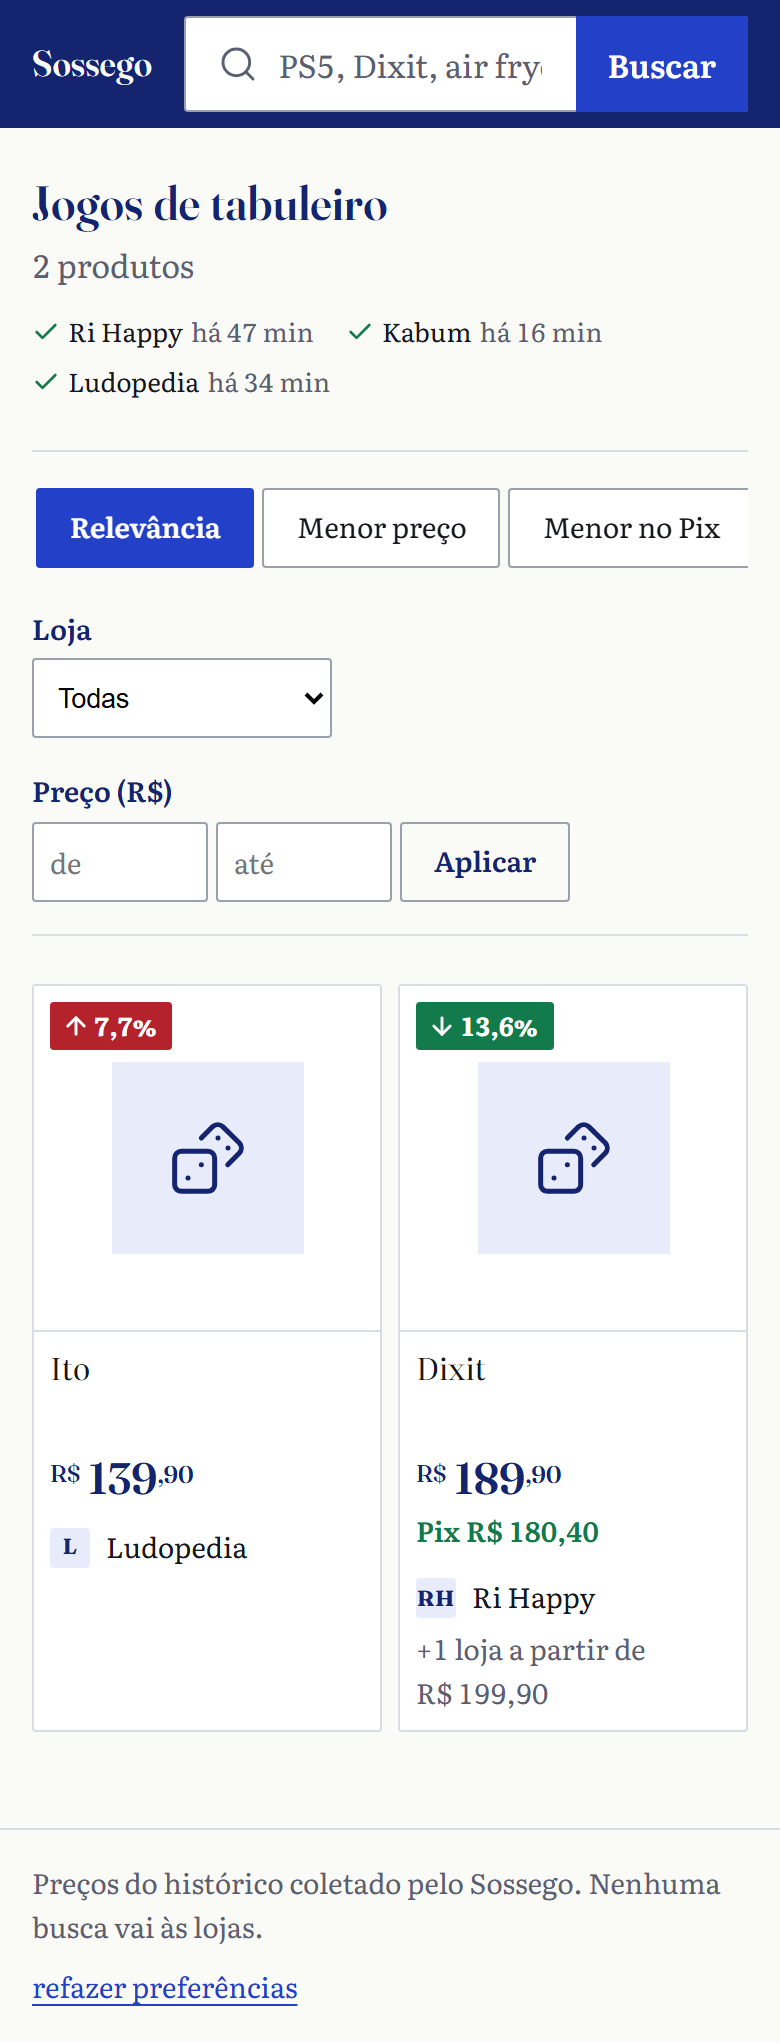 Sossego
PS5, Dixit, air frye
Buscar
Jogos de tabuleiro
2 produtos
Ri Happy há 47 min
Kabum há 16 min
Ludopedia há 34 min
Relevância
Menor preço
Menor no Pix
Loja
Todas
Preço (R$)
de
até
Aplicar
↑ 7,7%
↓ 13,6%
Ito
R$ 139,90
L Ludopedia
Dixit
R$ 189,90
Pix R$ 180,40
RH Ri Happy
+1 loja a partir de
R$ 199,90
Preços do histórico coletado pelo Sossego. Nenhuma
busca vai às lojas.
refazer preferências